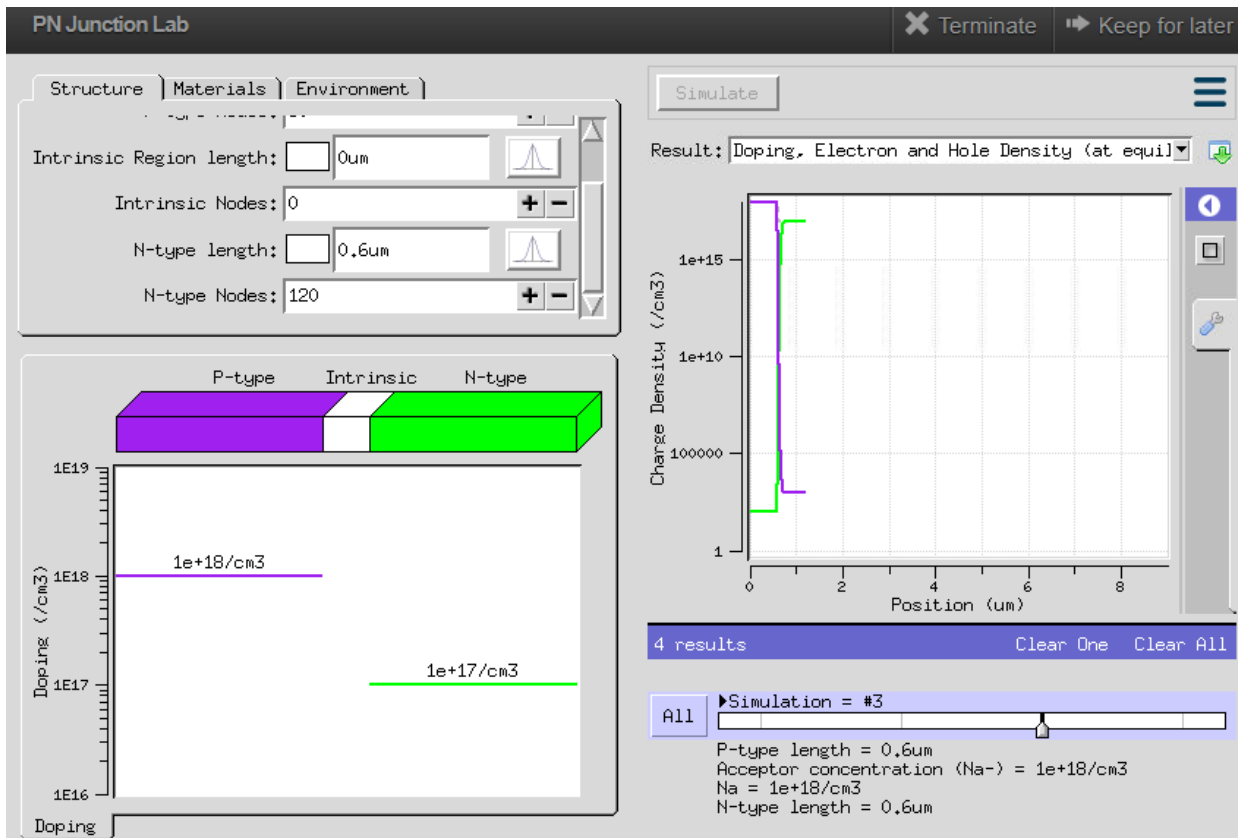 PN Junction Lab
Terminate
Keep for later
Structure
Materials
Environment
Intrinsic Region length: 0um
Intrinsic Nodes: 0
N-type length: 0.6um
N-type Nodes: 120
P-type Intrinsic N-type
1E19
1E18
1E17
1E16
Doping (/cm3)
1e+18/cm3
1e+17/cm3
Doping
Simulate
Result: Doping, Electron and Hole Density (at equil
1e+15
1e+10
100000
1
Charge Density (/cm3)
0 2 4 6 8
Position (um)
4 results Clear One Clear All
All
Simulation = #3
P-type length = 0.6um
Acceptor concentration (Na-) = 1e+18/cm3
Na = 1e+18/cm3
N-type length = 0.6um